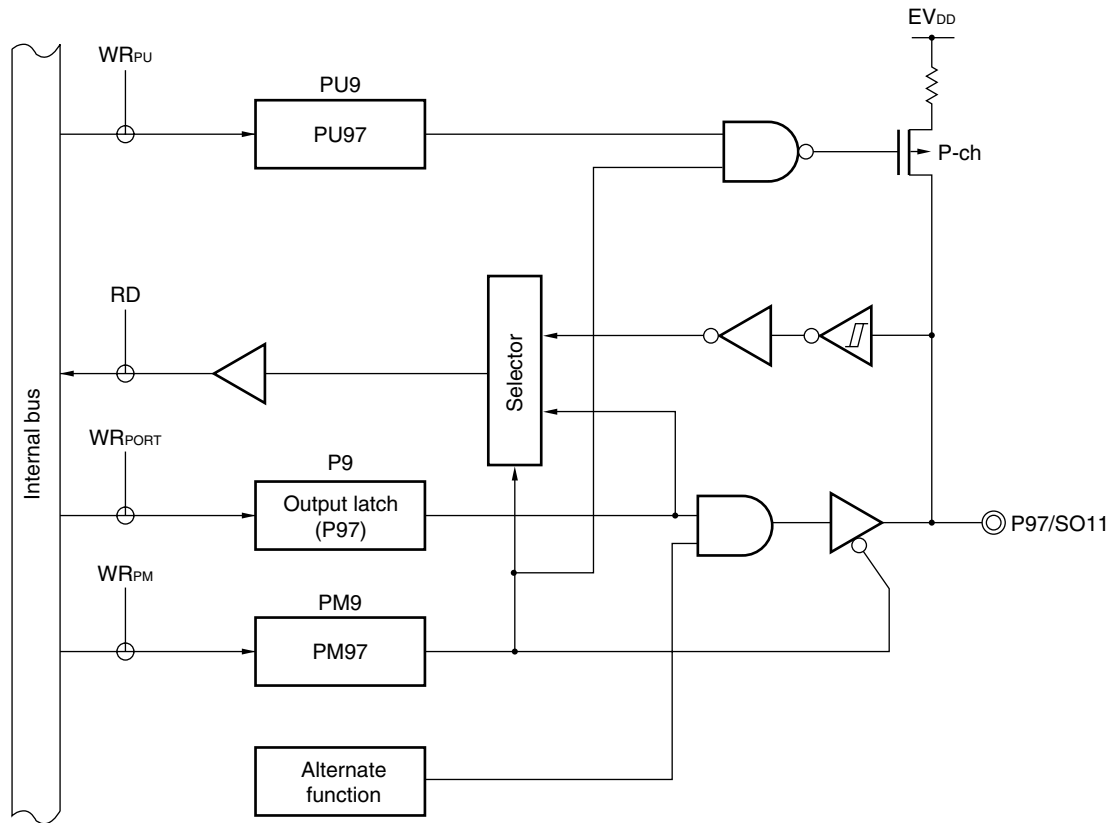 EVDD
WRPU
PU9
PU97
P-ch
RD
Selector
Internal bus
WRPORT
P9
Output latch
(P97)
P97/SO11
WRPM
PM9
PM97
Alternate
function